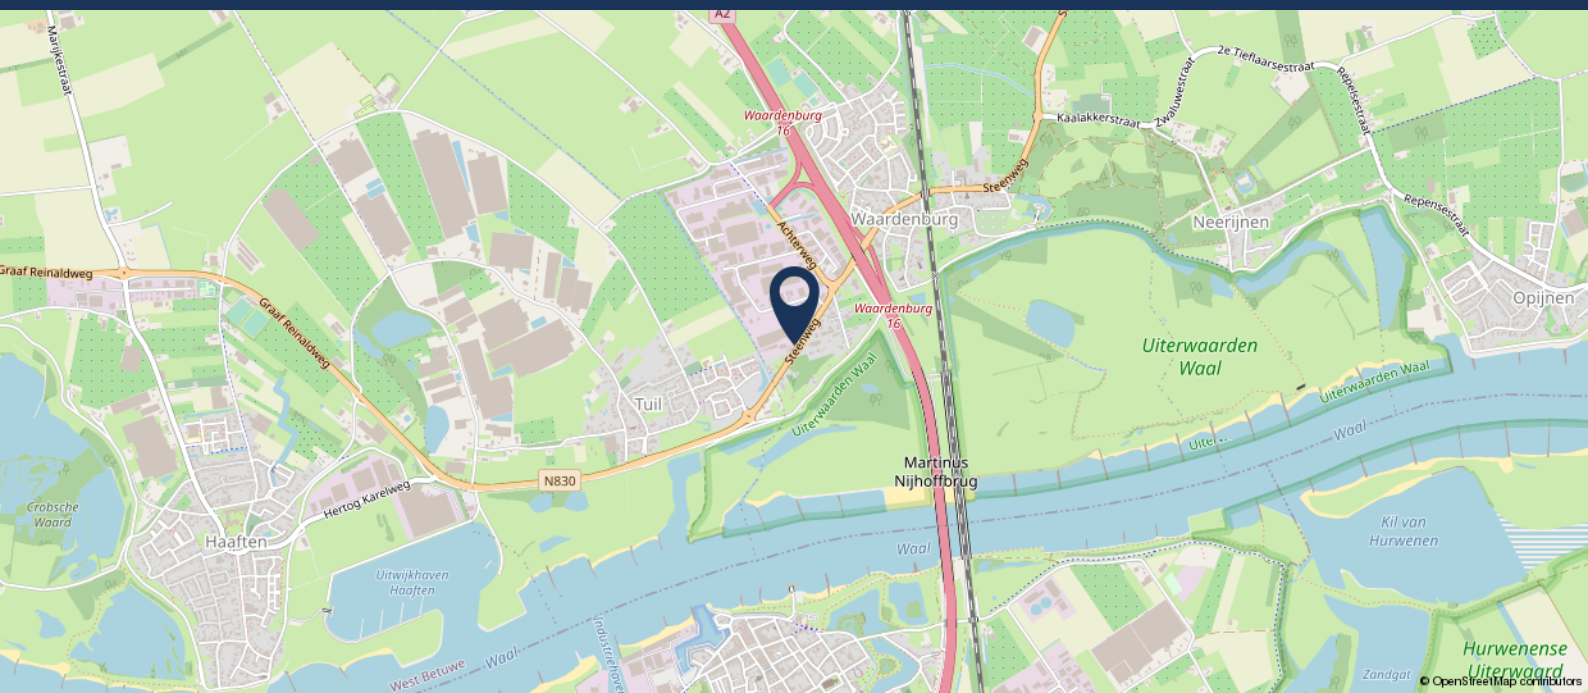 A2
Marijkestraat
2e Tieflaarsestraat
Repelsestraat
Zwaluwestraat
Kaalakkerstraat
Waardenburg
16
Steenweg
Repensestraat
Waardenburg
Neerijnen
Achterweg
Graaf Reinaldweg
Graaf Reinaldweg
Opijnen
Waardenburg
16
Steenweg
Uiterwaarden
Waal
Uiterwaarden Waal
Uiterwaarden Waal
Tuil
Waal
Martinus
Nijhoffbrug
N830
Hertog Karelweg
Crobsche
Waard
Kil van
Hurwenen
Haaften
Waal
Uitwijkhaven
Haaften
Industriehaven
Waal
West Betuwe
Zandgat
Hurwenense
Uiterwaard
© OpenStreetMap contributors